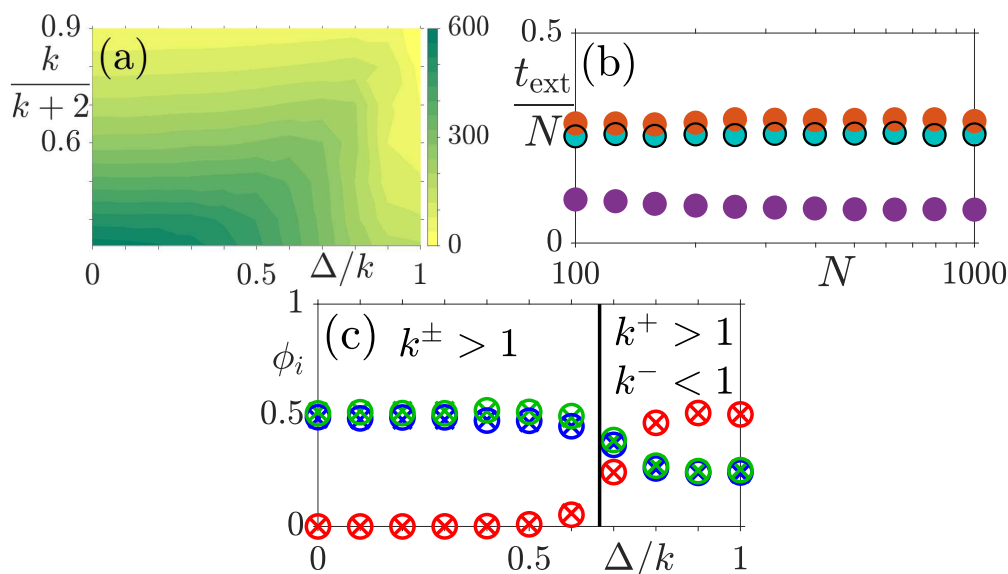 0.9
(a)
k
k + 2
0.6
0
0.5
Δ/k
1
600
300
0
0.5
(b)
t_ext
N
0
100
N
1000
1
(c)
k^± > 1
k^+ > 1
k^- < 1
ϕ_i
0.5
0
0
0.5
Δ/k
1